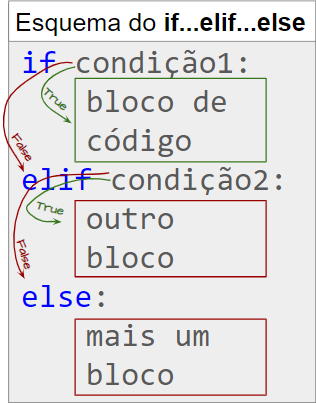 Esquema do if...elif...else
if condição1:
True
bloco de
código
False
elif condição2:
True
outro
bloco
False
else:
mais um
bloco